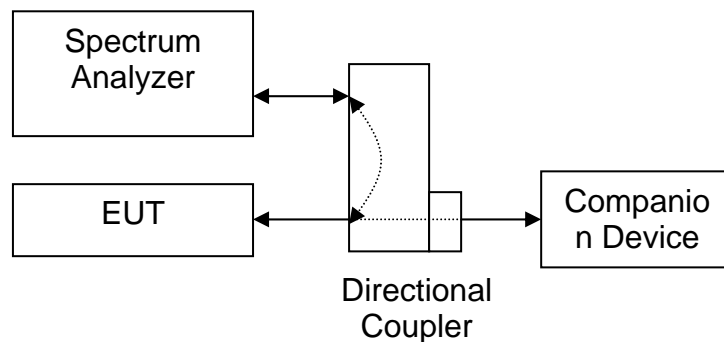 Spectrum
Analyzer
EUT
Companio
n Device
Directional
Coupler